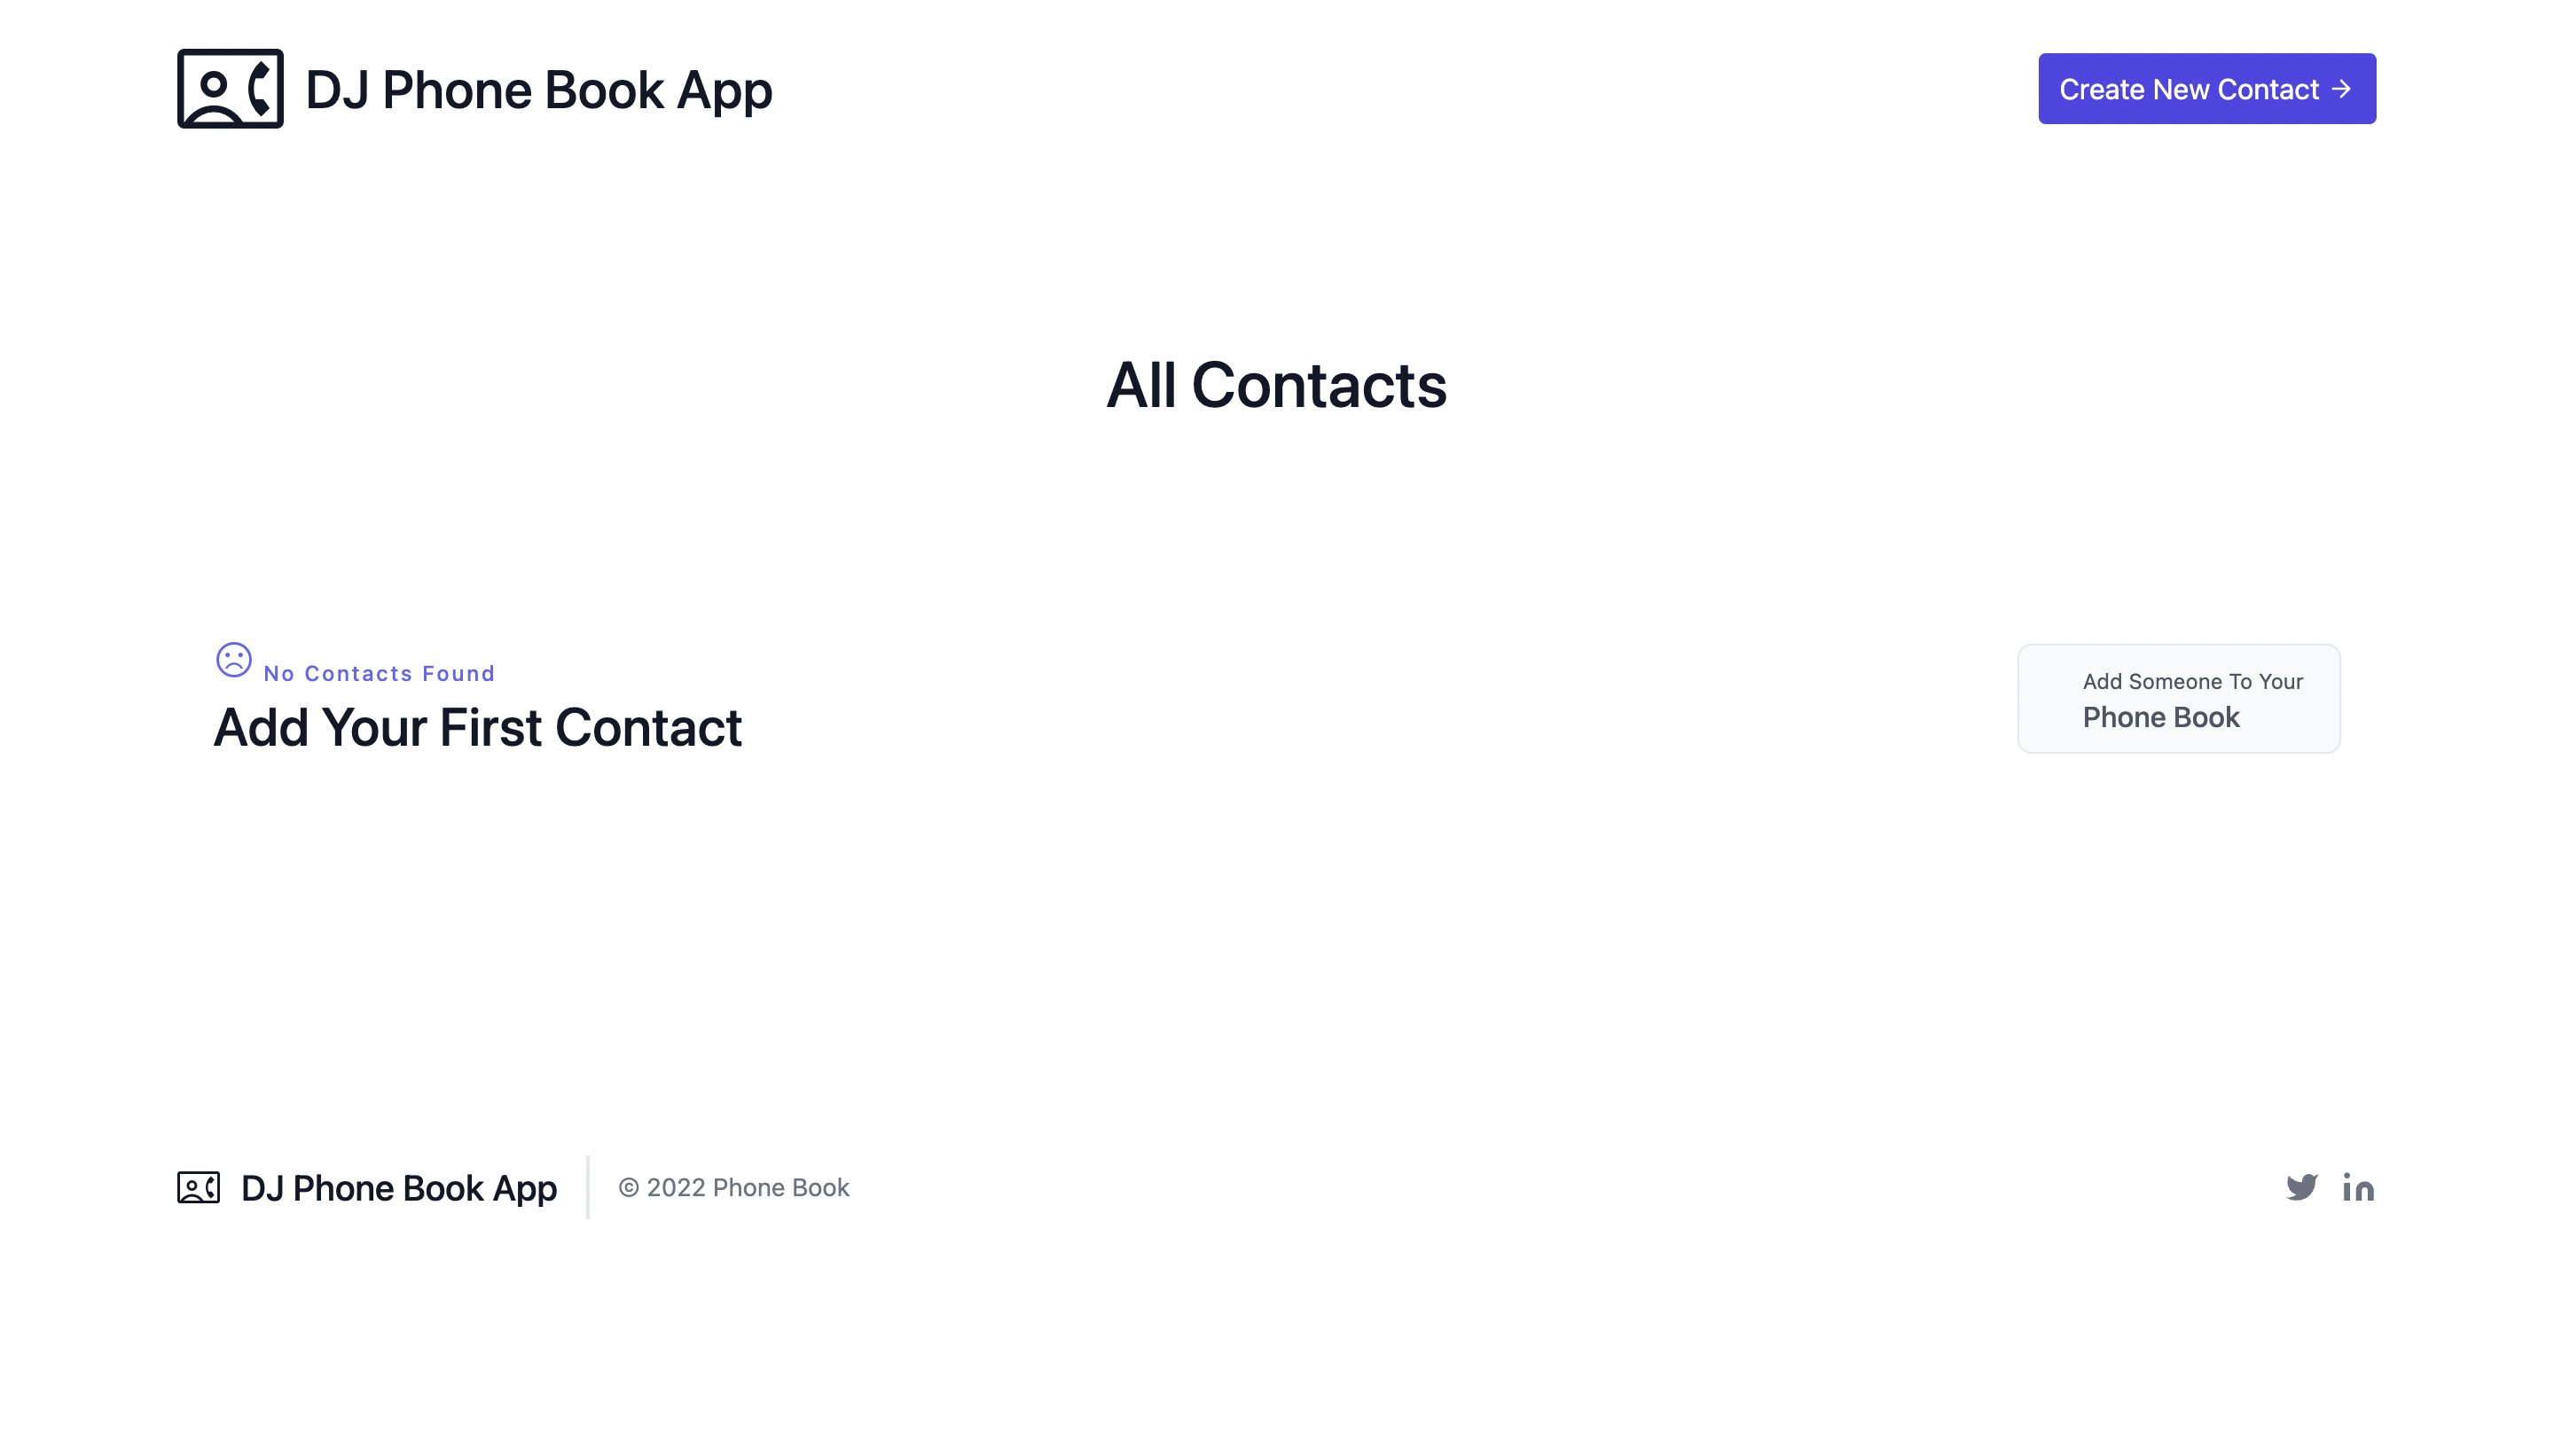 DJ Phone Book App
Create New Contact →
All Contacts
No Contacts Found
Add Your First Contact
Add Someone To Your
Phone Book
DJ Phone Book App
© 2022 Phone Book